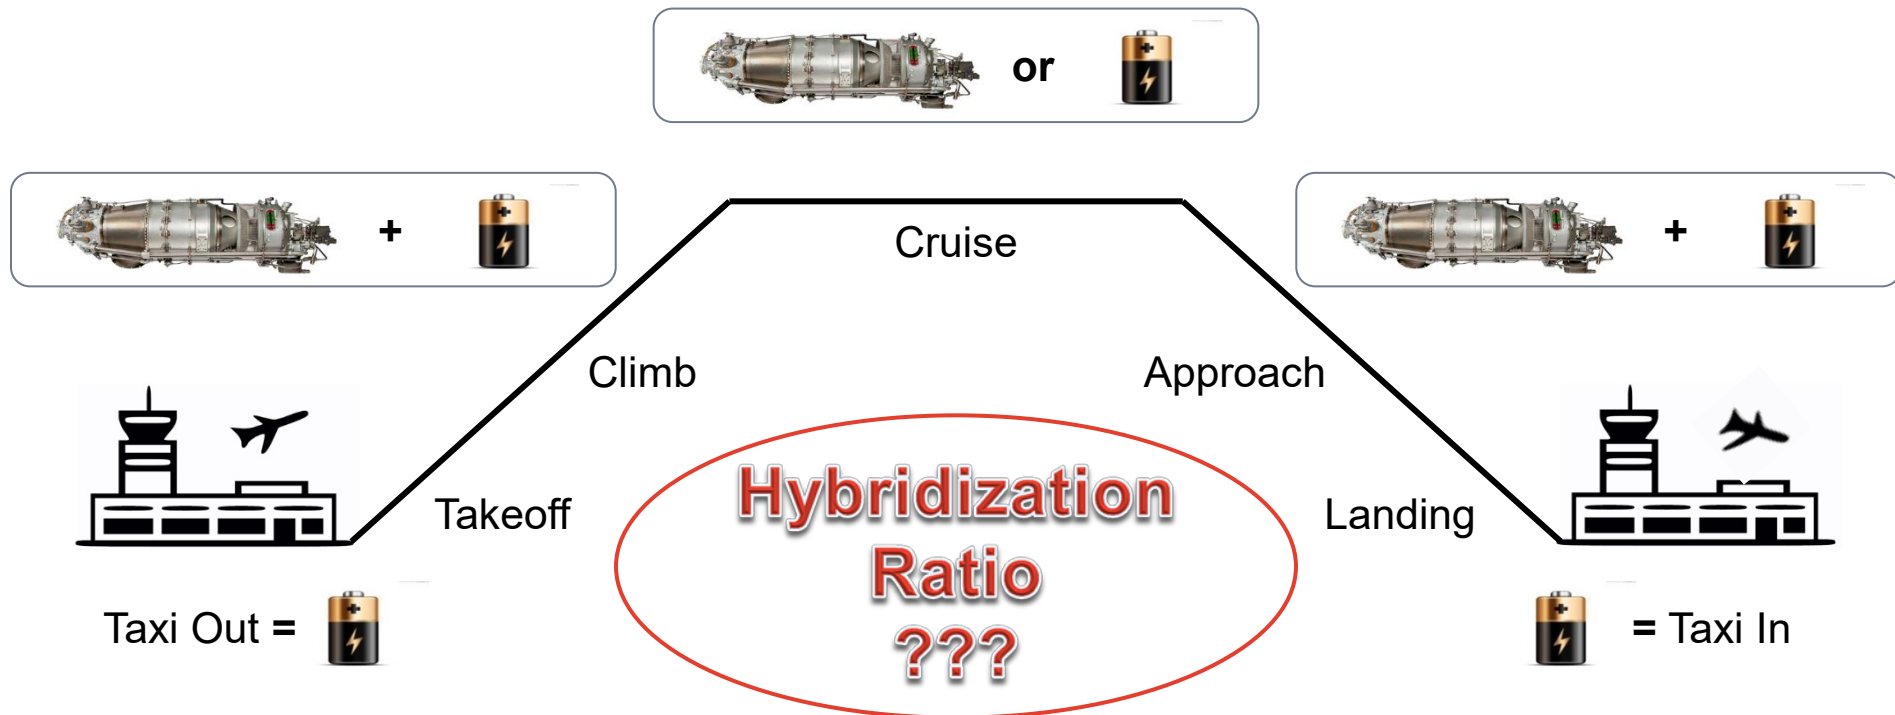 or
+
+
Cruise
Climb
Approach
Takeoff
Hybridization
Ratio
???
Landing
Taxi Out =
= Taxi In